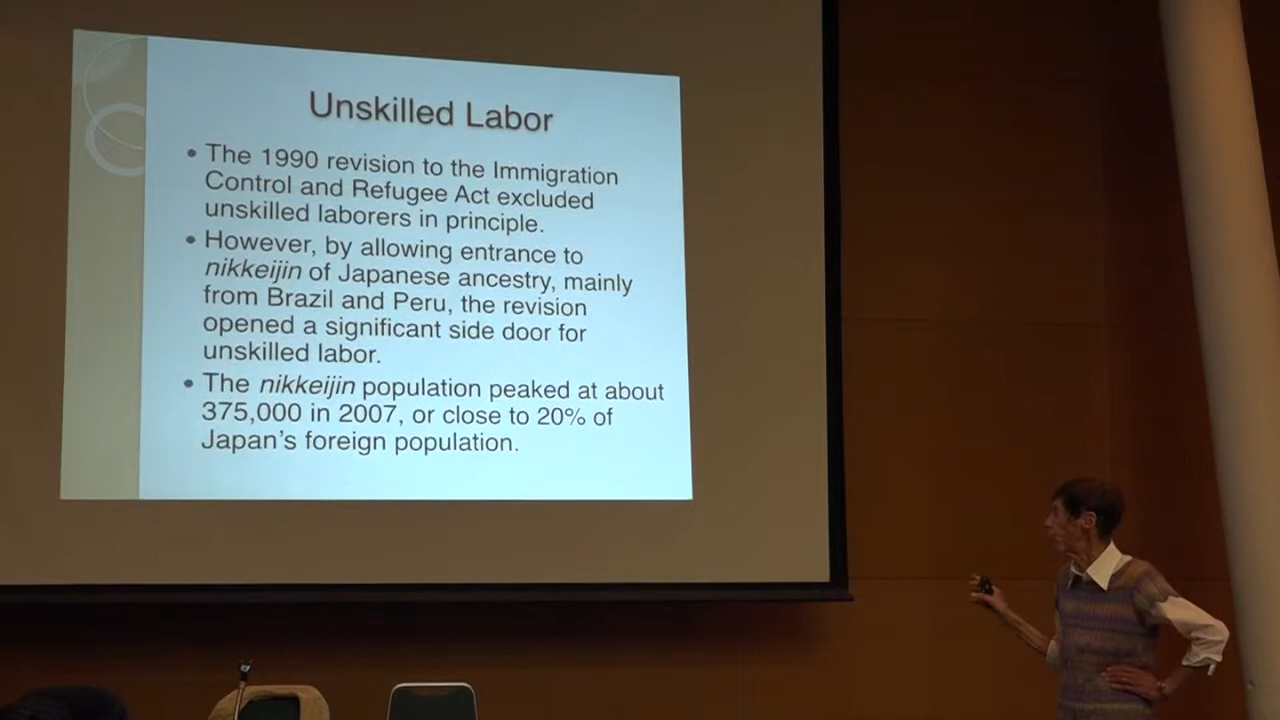 Unskilled Labor
• The 1990 revision to the Immigration
Control and Refugee Act excluded
unskilled laborers in principle.
• However, by allowing entrance to
nikkeijin of Japanese ancestry, mainly
from Brazil and Peru, the revision
opened a significant side door for
unskilled labor.
• The nikkeijin population peaked at about
375,000 in 2007, or close to 20% of
Japan's foreign population.